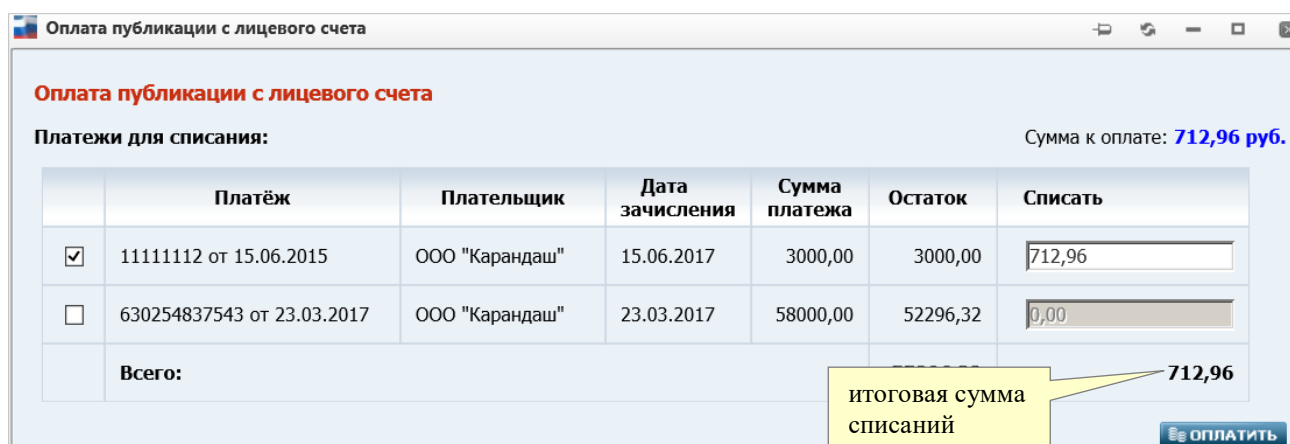 Оплата публикации с лицевого счета
Оплата публикации с лицевого счета
Платежи для списания: Сумма к оплате: 712,96 руб.
Платёж Плательщик Дата зачисления Сумма платежа Остаток Списать
11111112 от 15.06.2015 ООО "Карандаш" 15.06.2017 3000,00 3000,00 712,96
630254837543 от 23.03.2017 ООО "Карандаш" 23.03.2017 58000,00 52296,32 0,00
Всего: 712,96
итоговая сумма
списаний
ОПЛАТИТЬ